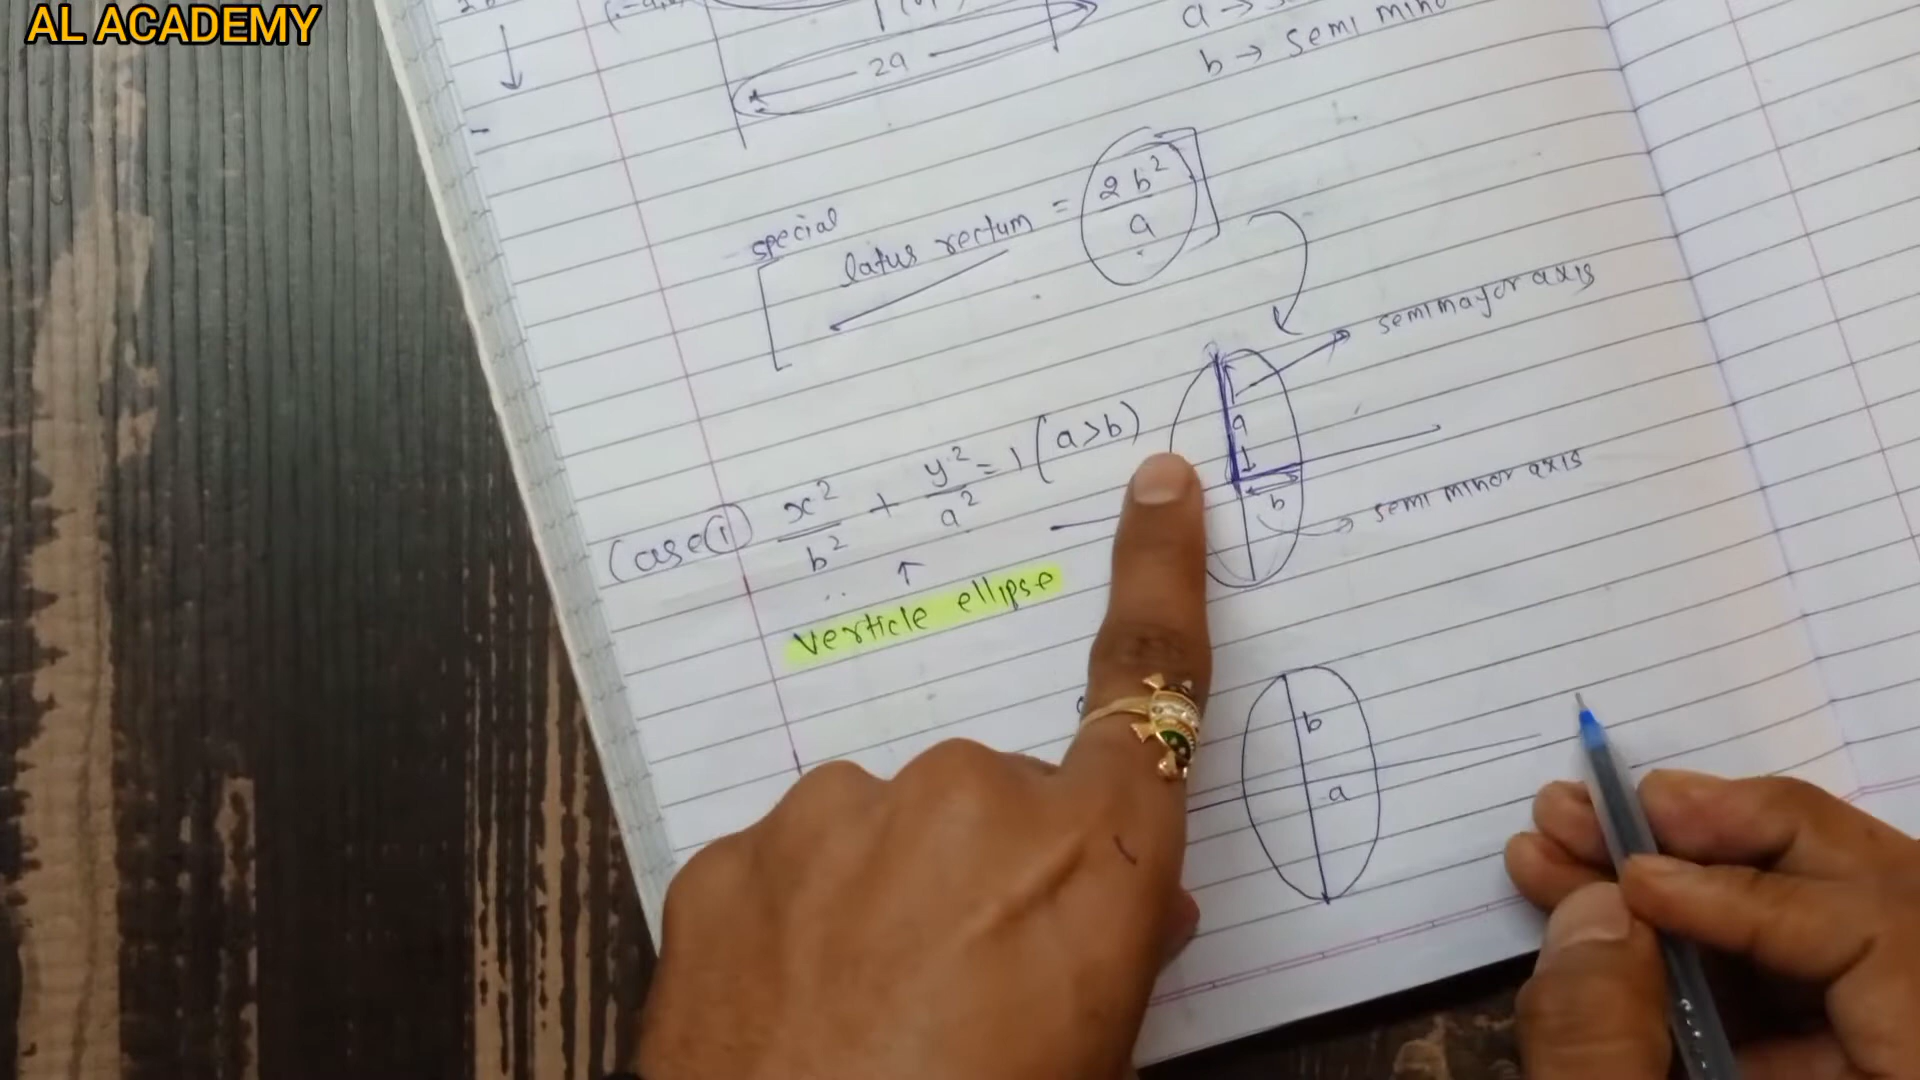 AL ACADEMY
2a
a →
b → semi mino
special
latus rectum = 2b²/a
semi major axis
a
Case (1) x²/b² + y²/a² = 1 (a>b)
b
semi minor axis
verticle ellipse
b
a